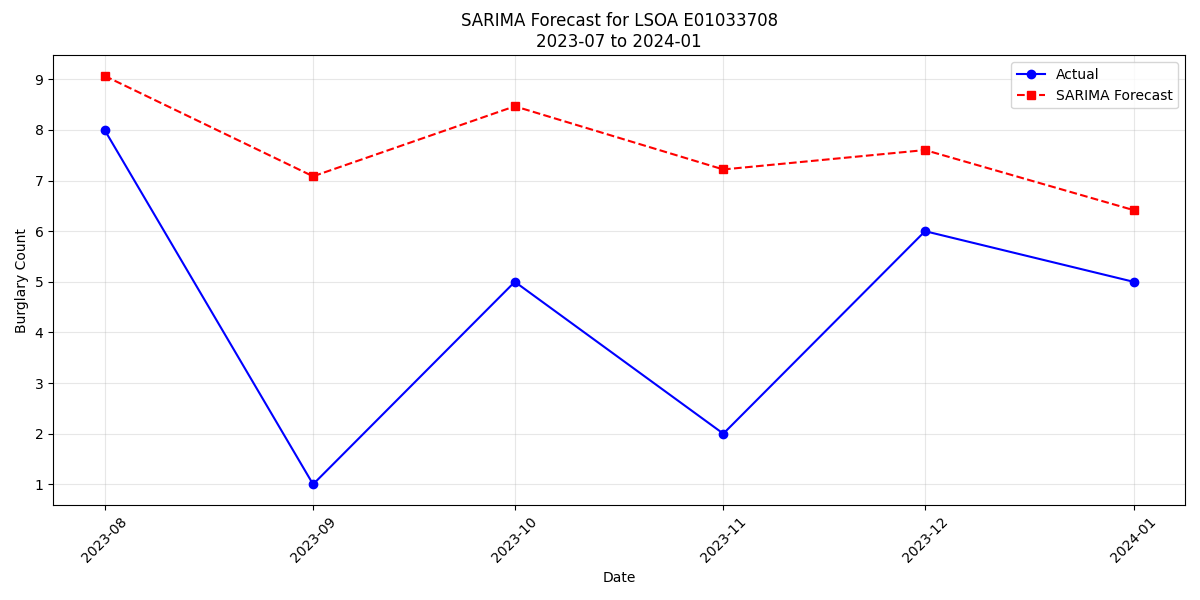 SARIMA Forecast for LSOA E01033708
2023-07 to 2024-01
Actual
SARIMA Forecast
Burglary Count
9
8
7
6
5
4
3
2
1
2023-08
2023-09
2023-10
2023-11
2023-12
2024-01
Date